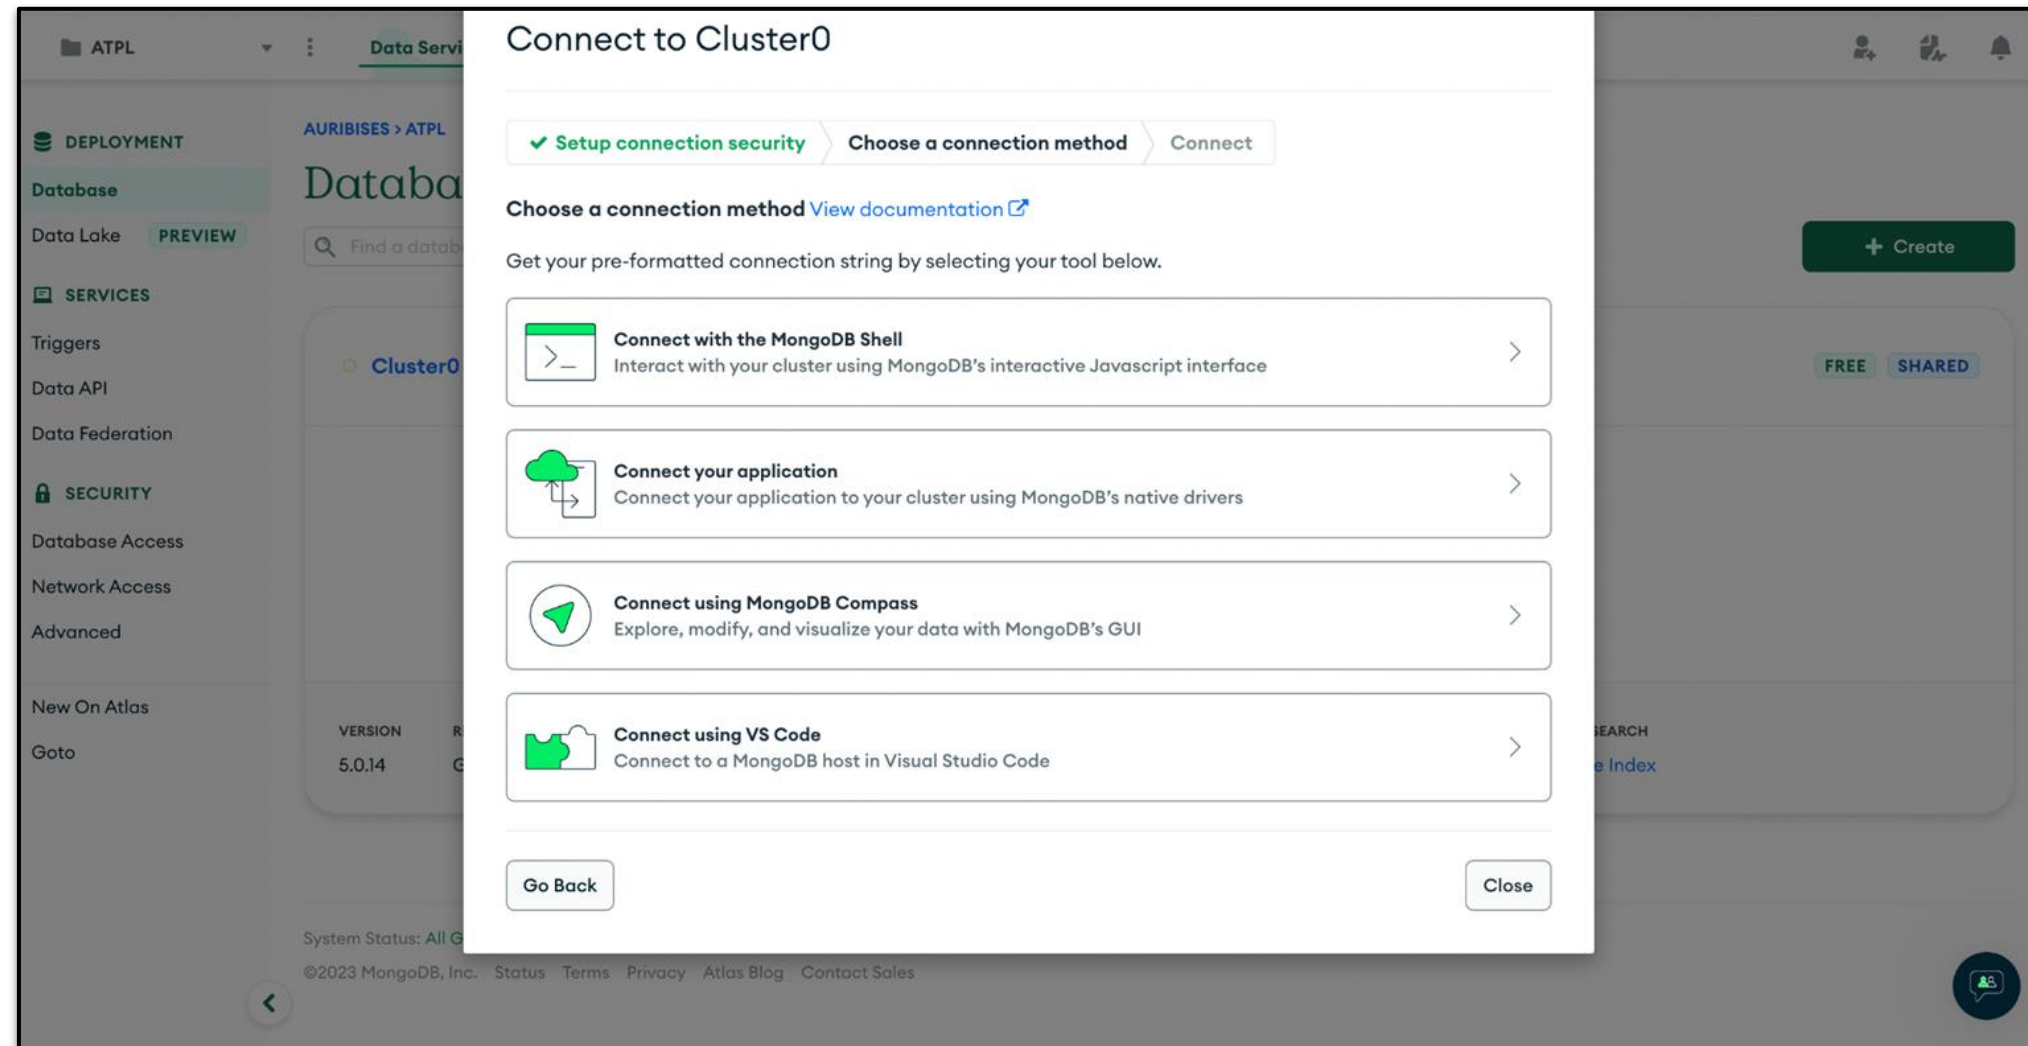 ATPL
Data Servi
DEPLOYMENT
Database
Data Lake PREVIEW
SERVICES
Triggers
Data API
Data Federation
SECURITY
Database Access
Network Access
Advanced
New On Atlas
Goto
AURIBISES > ATPL
Databa
Find a datab
+ Create
Cluster0
FREE SHARED
VERSION R
5.0.14
EARCH
e Index
Connect to Cluster0
Setup connection security Choose a connection method Connect
Choose a connection method View documentation
Get your pre-formatted connection string by selecting your tool below.
Connect with the MongoDB Shell
Interact with your cluster using MongoDB's interactive Javascript interface
Connect your application
Connect your application to your cluster using MongoDB's native drivers
Connect using MongoDB Compass
Explore, modify, and visualize your data with MongoDB's GUI
Connect using VS Code
Connect to a MongoDB host in Visual Studio Code
Go Back Close
System Status: All G
©2023 MongoDB, Inc. Status Terms Privacy Atlas Blog Contact Sales